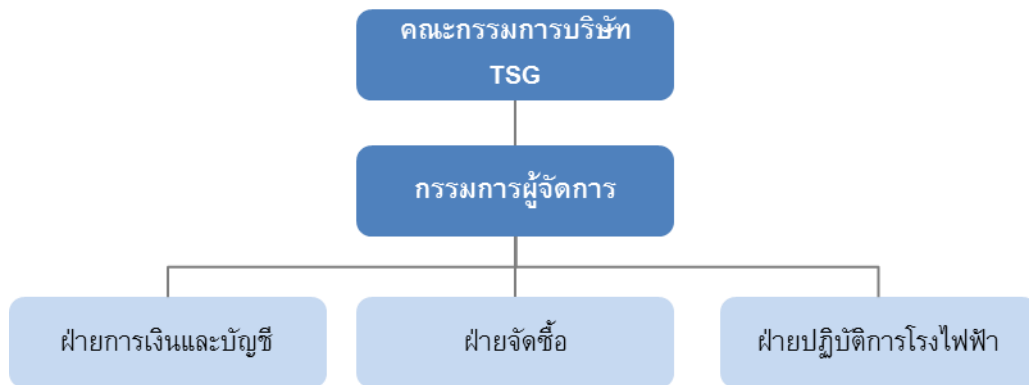 คณะกรรมการบริษัท
TSG
กรรมการผู้จัดการ
ฝ่ายการเงินและบัญชี
ฝ่ายจัดซื้อ
ฝ่ายปฏิบัติการโรงไฟฟ้า